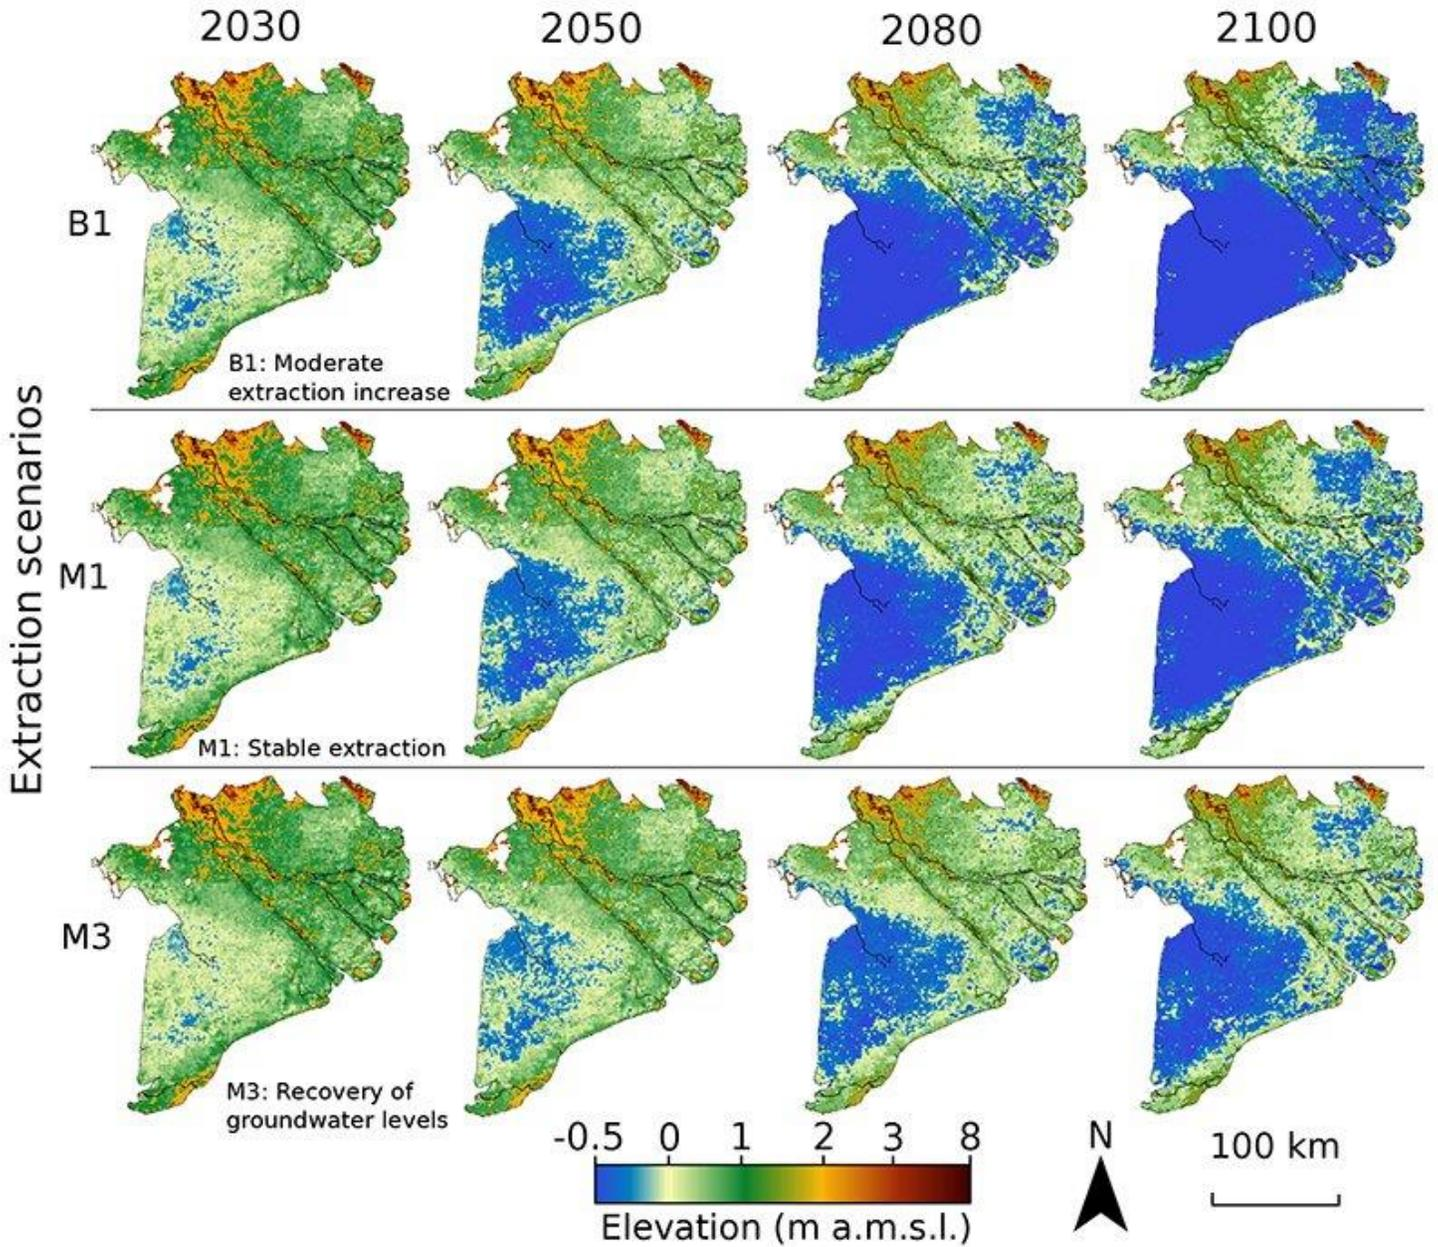 2030 2050 2080 2100
B1
B1: Moderate
extraction increase
Extraction scenarios
M1
M1: Stable extraction
M3
M3: Recovery of
groundwater levels
-0.5 0 1 2 3 8
Elevation (m a.m.s.l.)
N
100 km